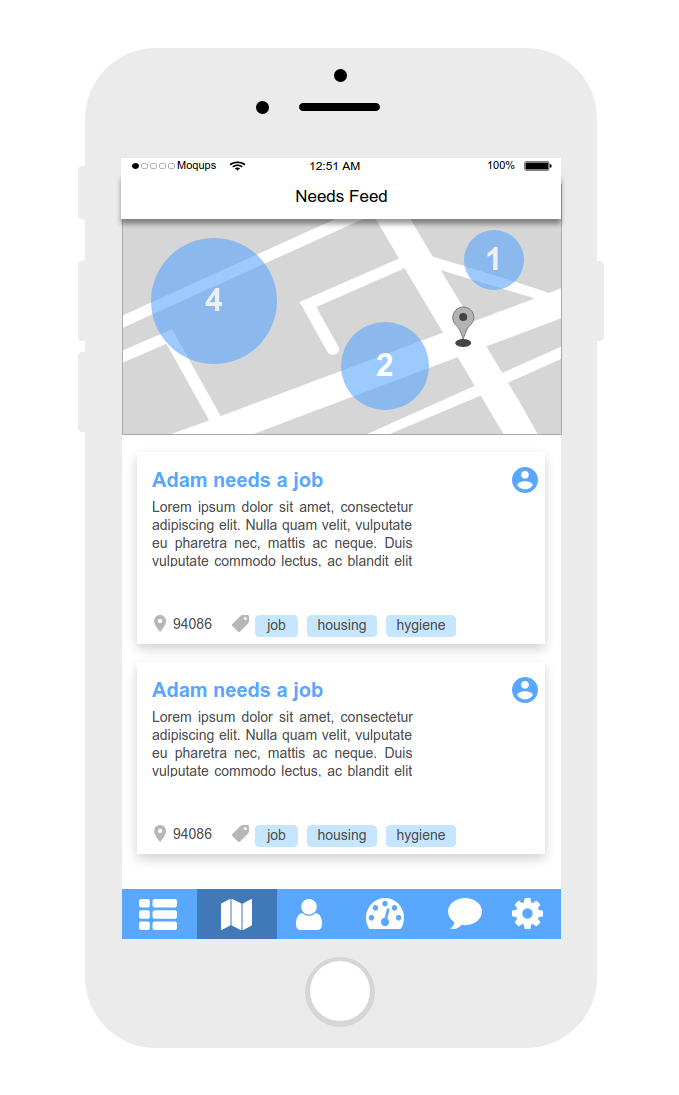 Moqups 12:51 AM 100%
Needs Feed
1
4
2
Adam needs a job
Lorem ipsum dolor sit amet, consectetur
adipiscing elit. Nulla quam velit, vulputate
eu pharetra nec, mattis ac neque. Duis
vulputate commodo lectus, ac blandit elit
94086 job housing hygiene
Adam needs a job
Lorem ipsum dolor sit amet, consectetur
adipiscing elit. Nulla quam velit, vulputate
eu pharetra nec, mattis ac neque. Duis
vulputate commodo lectus, ac blandit elit
94086 job housing hygiene